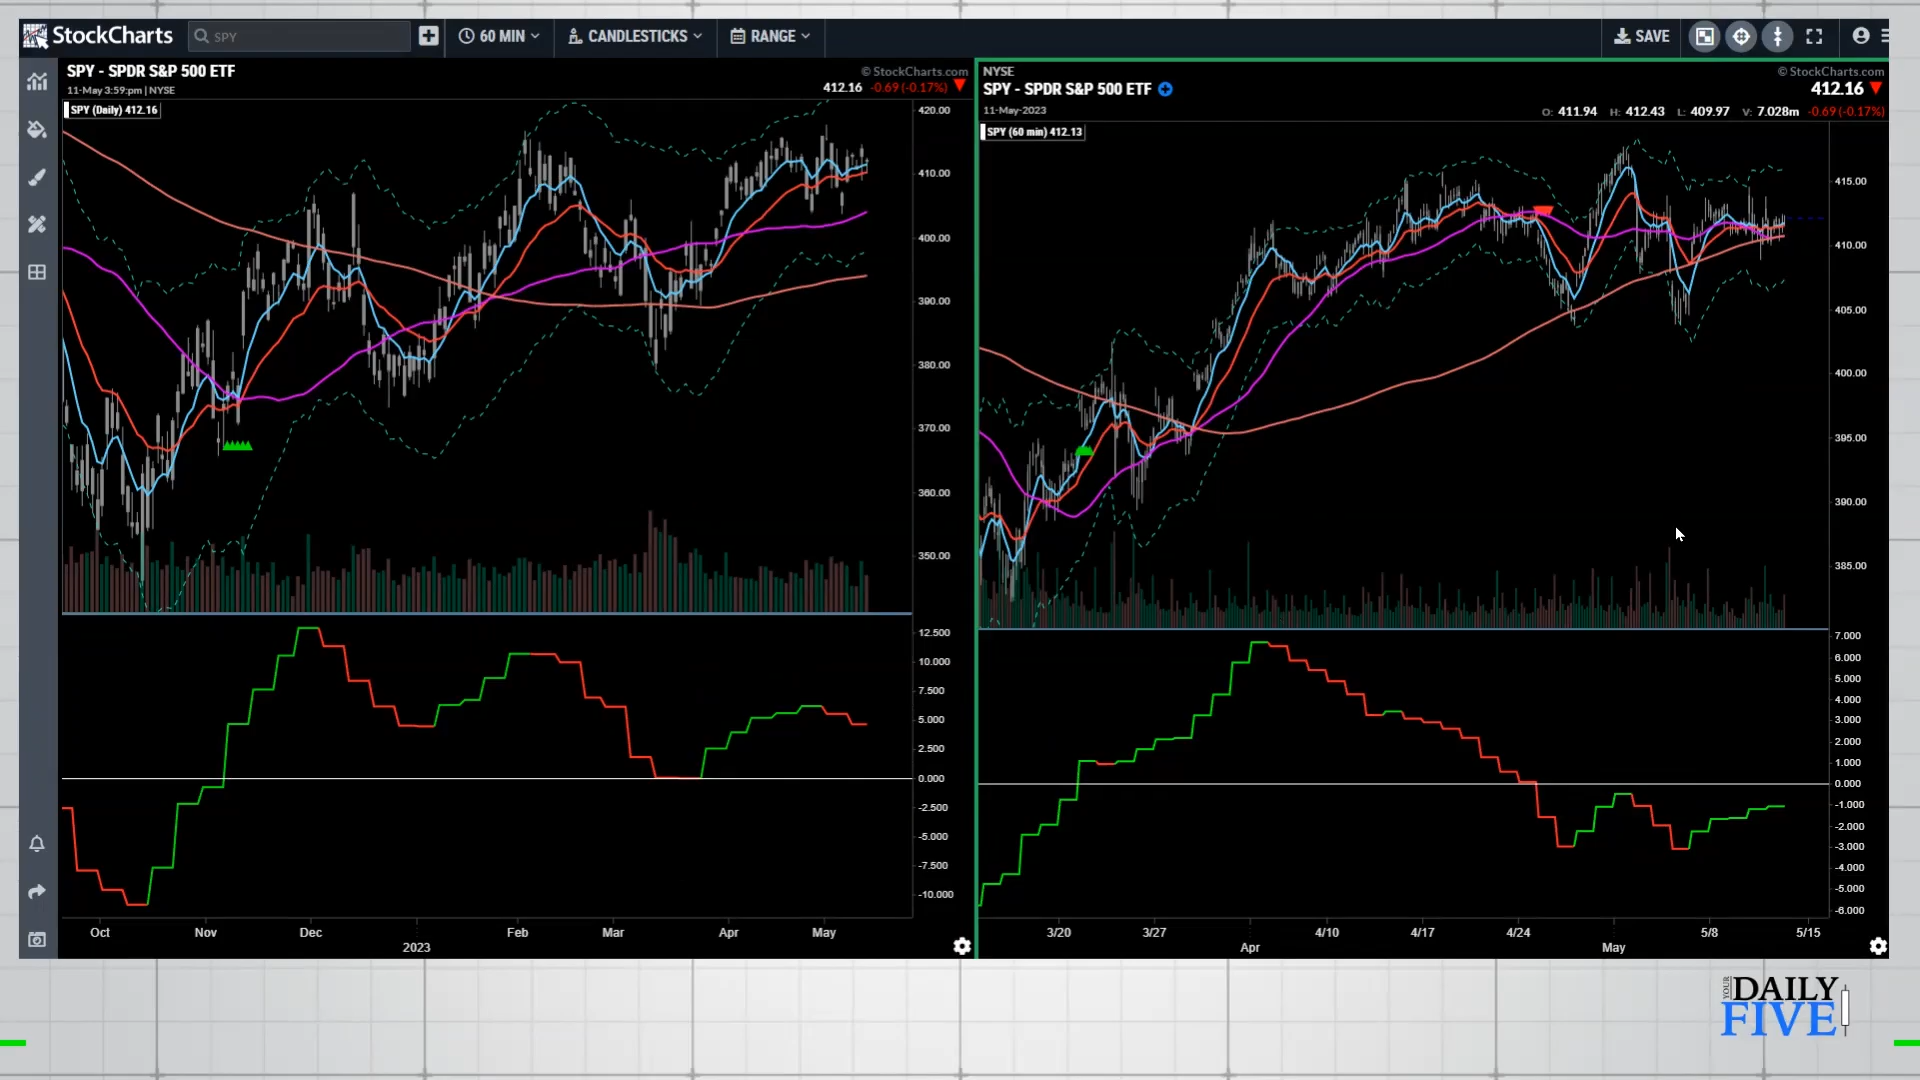 StockCharts
SPY
60 MIN
CANDLESTICKS
RANGE
SAVE
SPY - SPDR S&P 500 ETF
© StockCharts.com
11-May 3:59:pm | NYSE
412.16 -0.69 (-0.17%)
SPY (Daily) 412.16
420.00
410.00
400.00
390.00
380.00
370.00
360.00
350.00
12.500
10.000
7.500
5.000
2.500
0.000
-2.500
-5.000
-7.500
-10.000
Oct Nov Dec Feb Mar Apr May
2023
NYSE
© StockCharts.com
SPY - SPDR S&P 500 ETF
412.16
11-May-2023
O: 411.94 H: 412.43 L: 409.97 V: 7.028m -0.69 (-0.17%)
SPY (60 min) 412.13
415.00
410.00
405.00
400.00
395.00
390.00
385.00
7.000
6.000
5.000
4.000
3.000
2.000
1.000
0.000
-1.000
-2.000
-3.000
-4.000
-5.000
-6.000
3/20 3/27 4/10 4/17 4/24 5/8 5/15
Apr May
YOUR
DAILY
FIVE